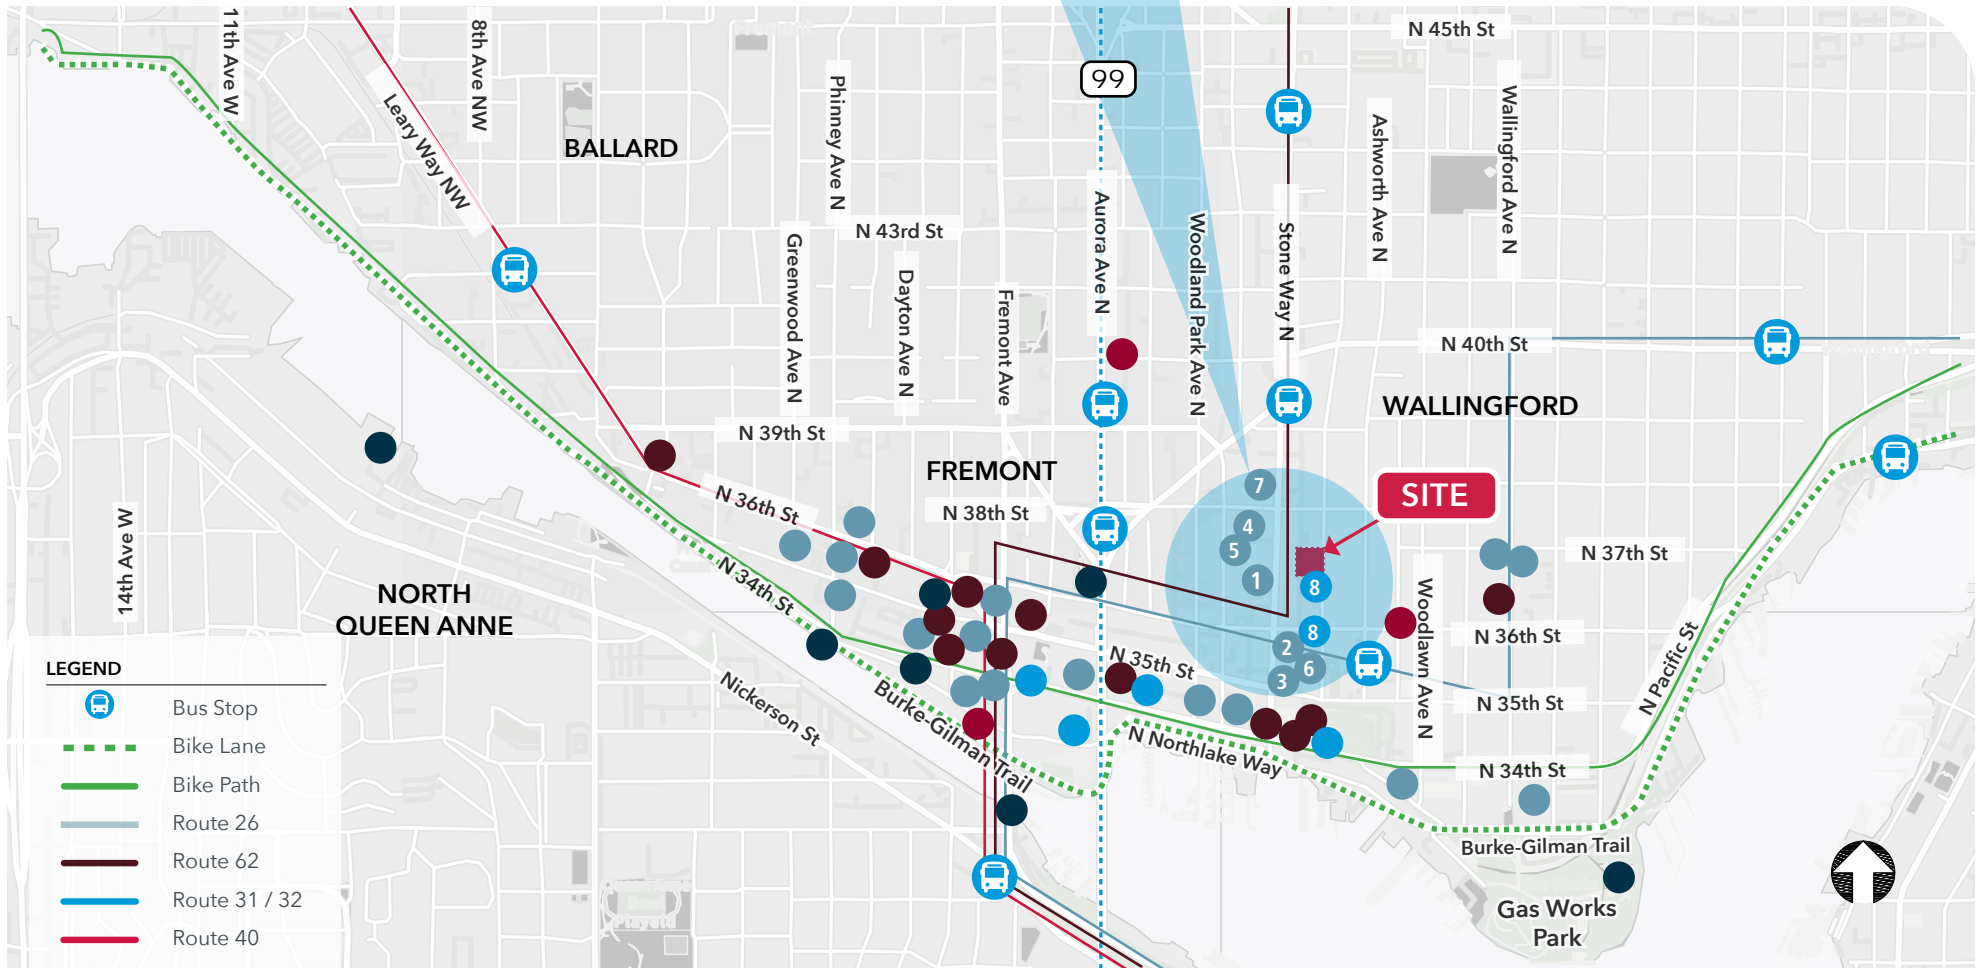 N 45th St
11th Ave W
8th Ave NW
99
Leary Way NW
Phinney Ave N
BALLARD
Ashworth Ave N
Wallingford Ave N
Aurora Ave N
Woodland Park Ave N
Stone Way N
N 43rd St
Greenwood Ave N
Dayton Ave N
Fremont Ave
N 40th St
WALLINGFORD
N 39th St
FREMONT
7
SITE
N 36th St
N 38th St
4
14th Ave W
5
N 37th St
N 34th St
1
8
NORTH
QUEEN ANNE
Woodlawn Ave N
8
N 36th St
2
N Pacific St
N 35th St
6
3
LEGEND
Bus Stop
Bike Lane
Bike Path
Route 26
Route 62
Route 31 / 32
Route 40
Nickerson St
Burke-Gilman Trail
N 35th St
N Northlake Way
N 34th St
Burke-Gilman Trail
Gas Works
Park